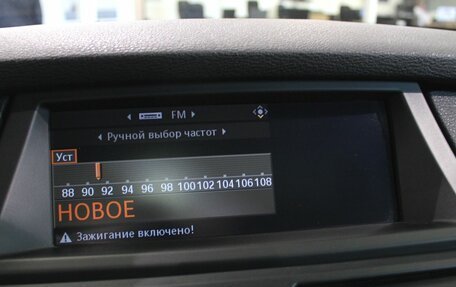 FM
Ручной выбор частот
Уст
88 90 92 94 96 98 100 102 104 106 108
НОВОЕ
Зажигание включено!